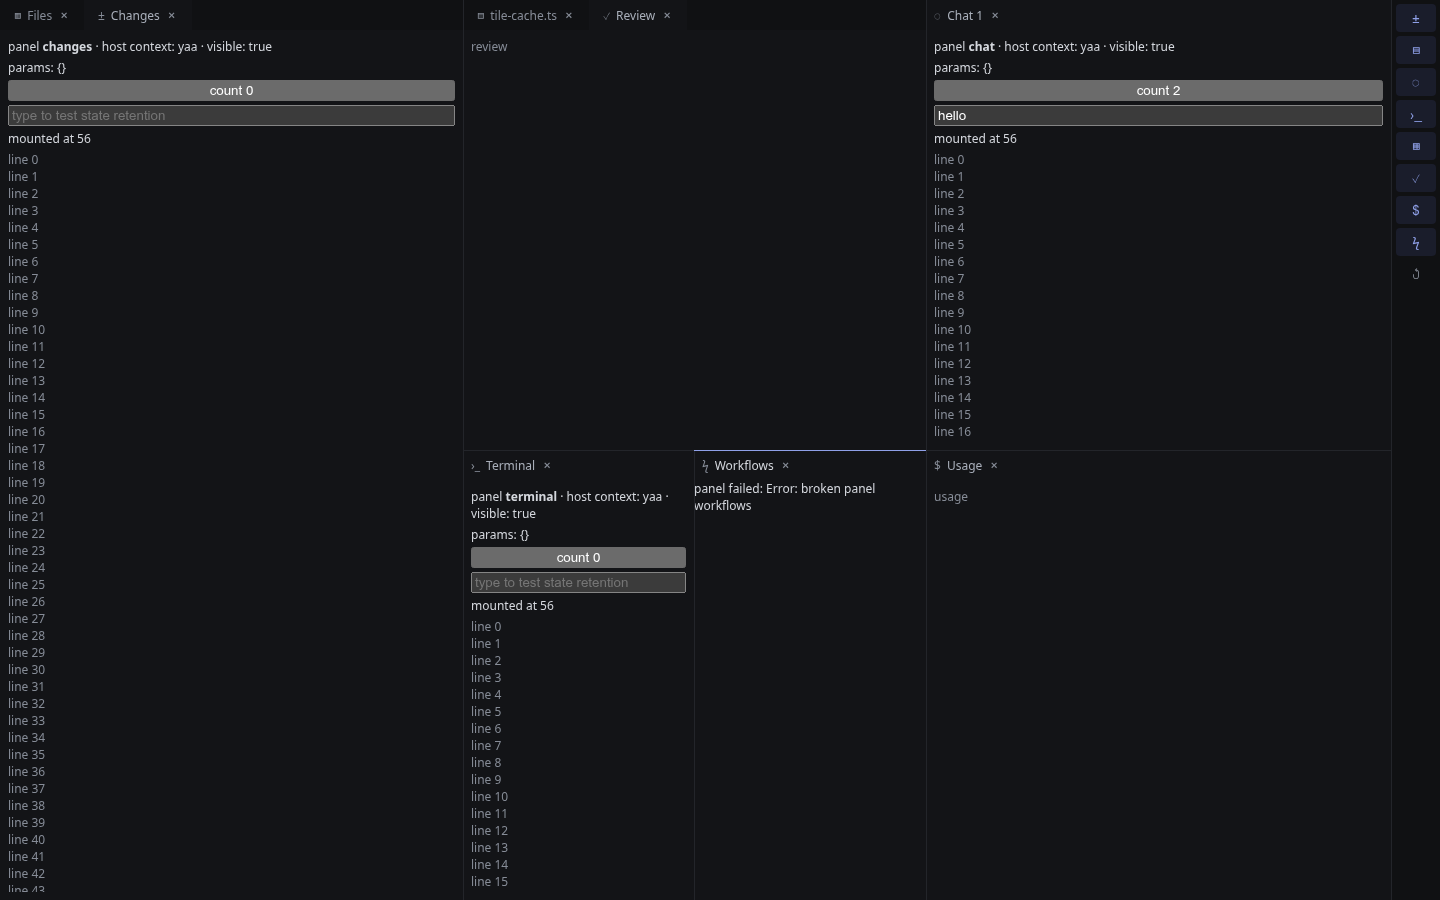 Files ×
± Changes ×
panel changes · host context: yaa · visible: true
params: {}
count 0
type to test state retention
mounted at 56
line 0
line 1
line 2
line 3
line 4
line 5
line 6
line 7
line 8
line 9
line 10
line 11
line 12
line 13
line 14
line 15
line 16
line 17
line 18
line 19
line 20
line 21
line 22
line 23
line 24
line 25
line 26
line 27
line 28
line 29
line 30
line 31
line 32
line 33
line 34
line 35
line 36
line 37
line 38
line 39
line 40
line 41
line 42
line 43
tile-cache.ts ×
✓ Review ×
review
›_ Terminal ×
panel terminal · host context: yaa ·
visible: true
params: {}
count 0
type to test state retention
mounted at 56
line 0
line 1
line 2
line 3
line 4
line 5
line 6
line 7
line 8
line 9
line 10
line 11
line 12
line 13
line 14
line 15
Workflows ×
panel failed: Error: broken panel
workflows
Chat 1 ×
panel chat · host context: yaa · visible: true
params: {}
count 2
hello
mounted at 56
line 0
line 1
line 2
line 3
line 4
line 5
line 6
line 7
line 8
line 9
line 10
line 11
line 12
line 13
line 14
line 15
line 16
$ Usage ×
usage
±
›_
✓
$